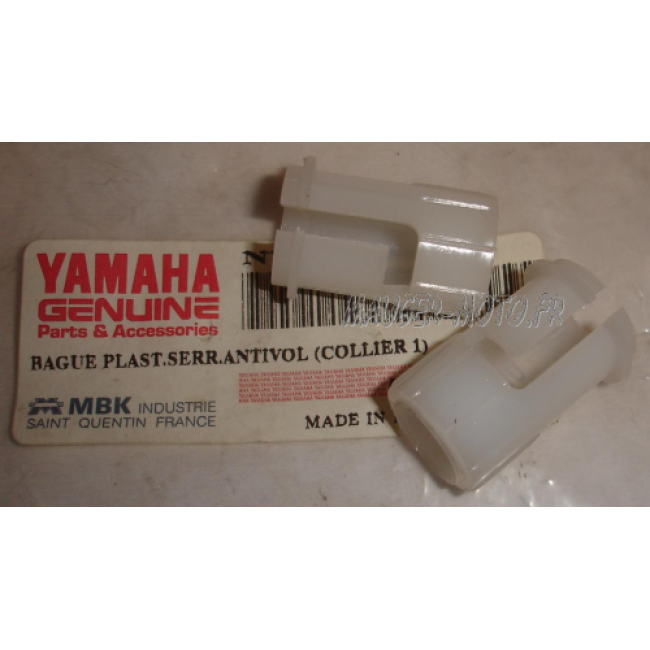 YAMAHA
GENUINE
Parts & Accessories
BAGUE PLAST.SERR.ANTIVOL (COLLIER 1)
MBK INDUSTRIE
SAINT QUENTIN FRANCE
MADE IN